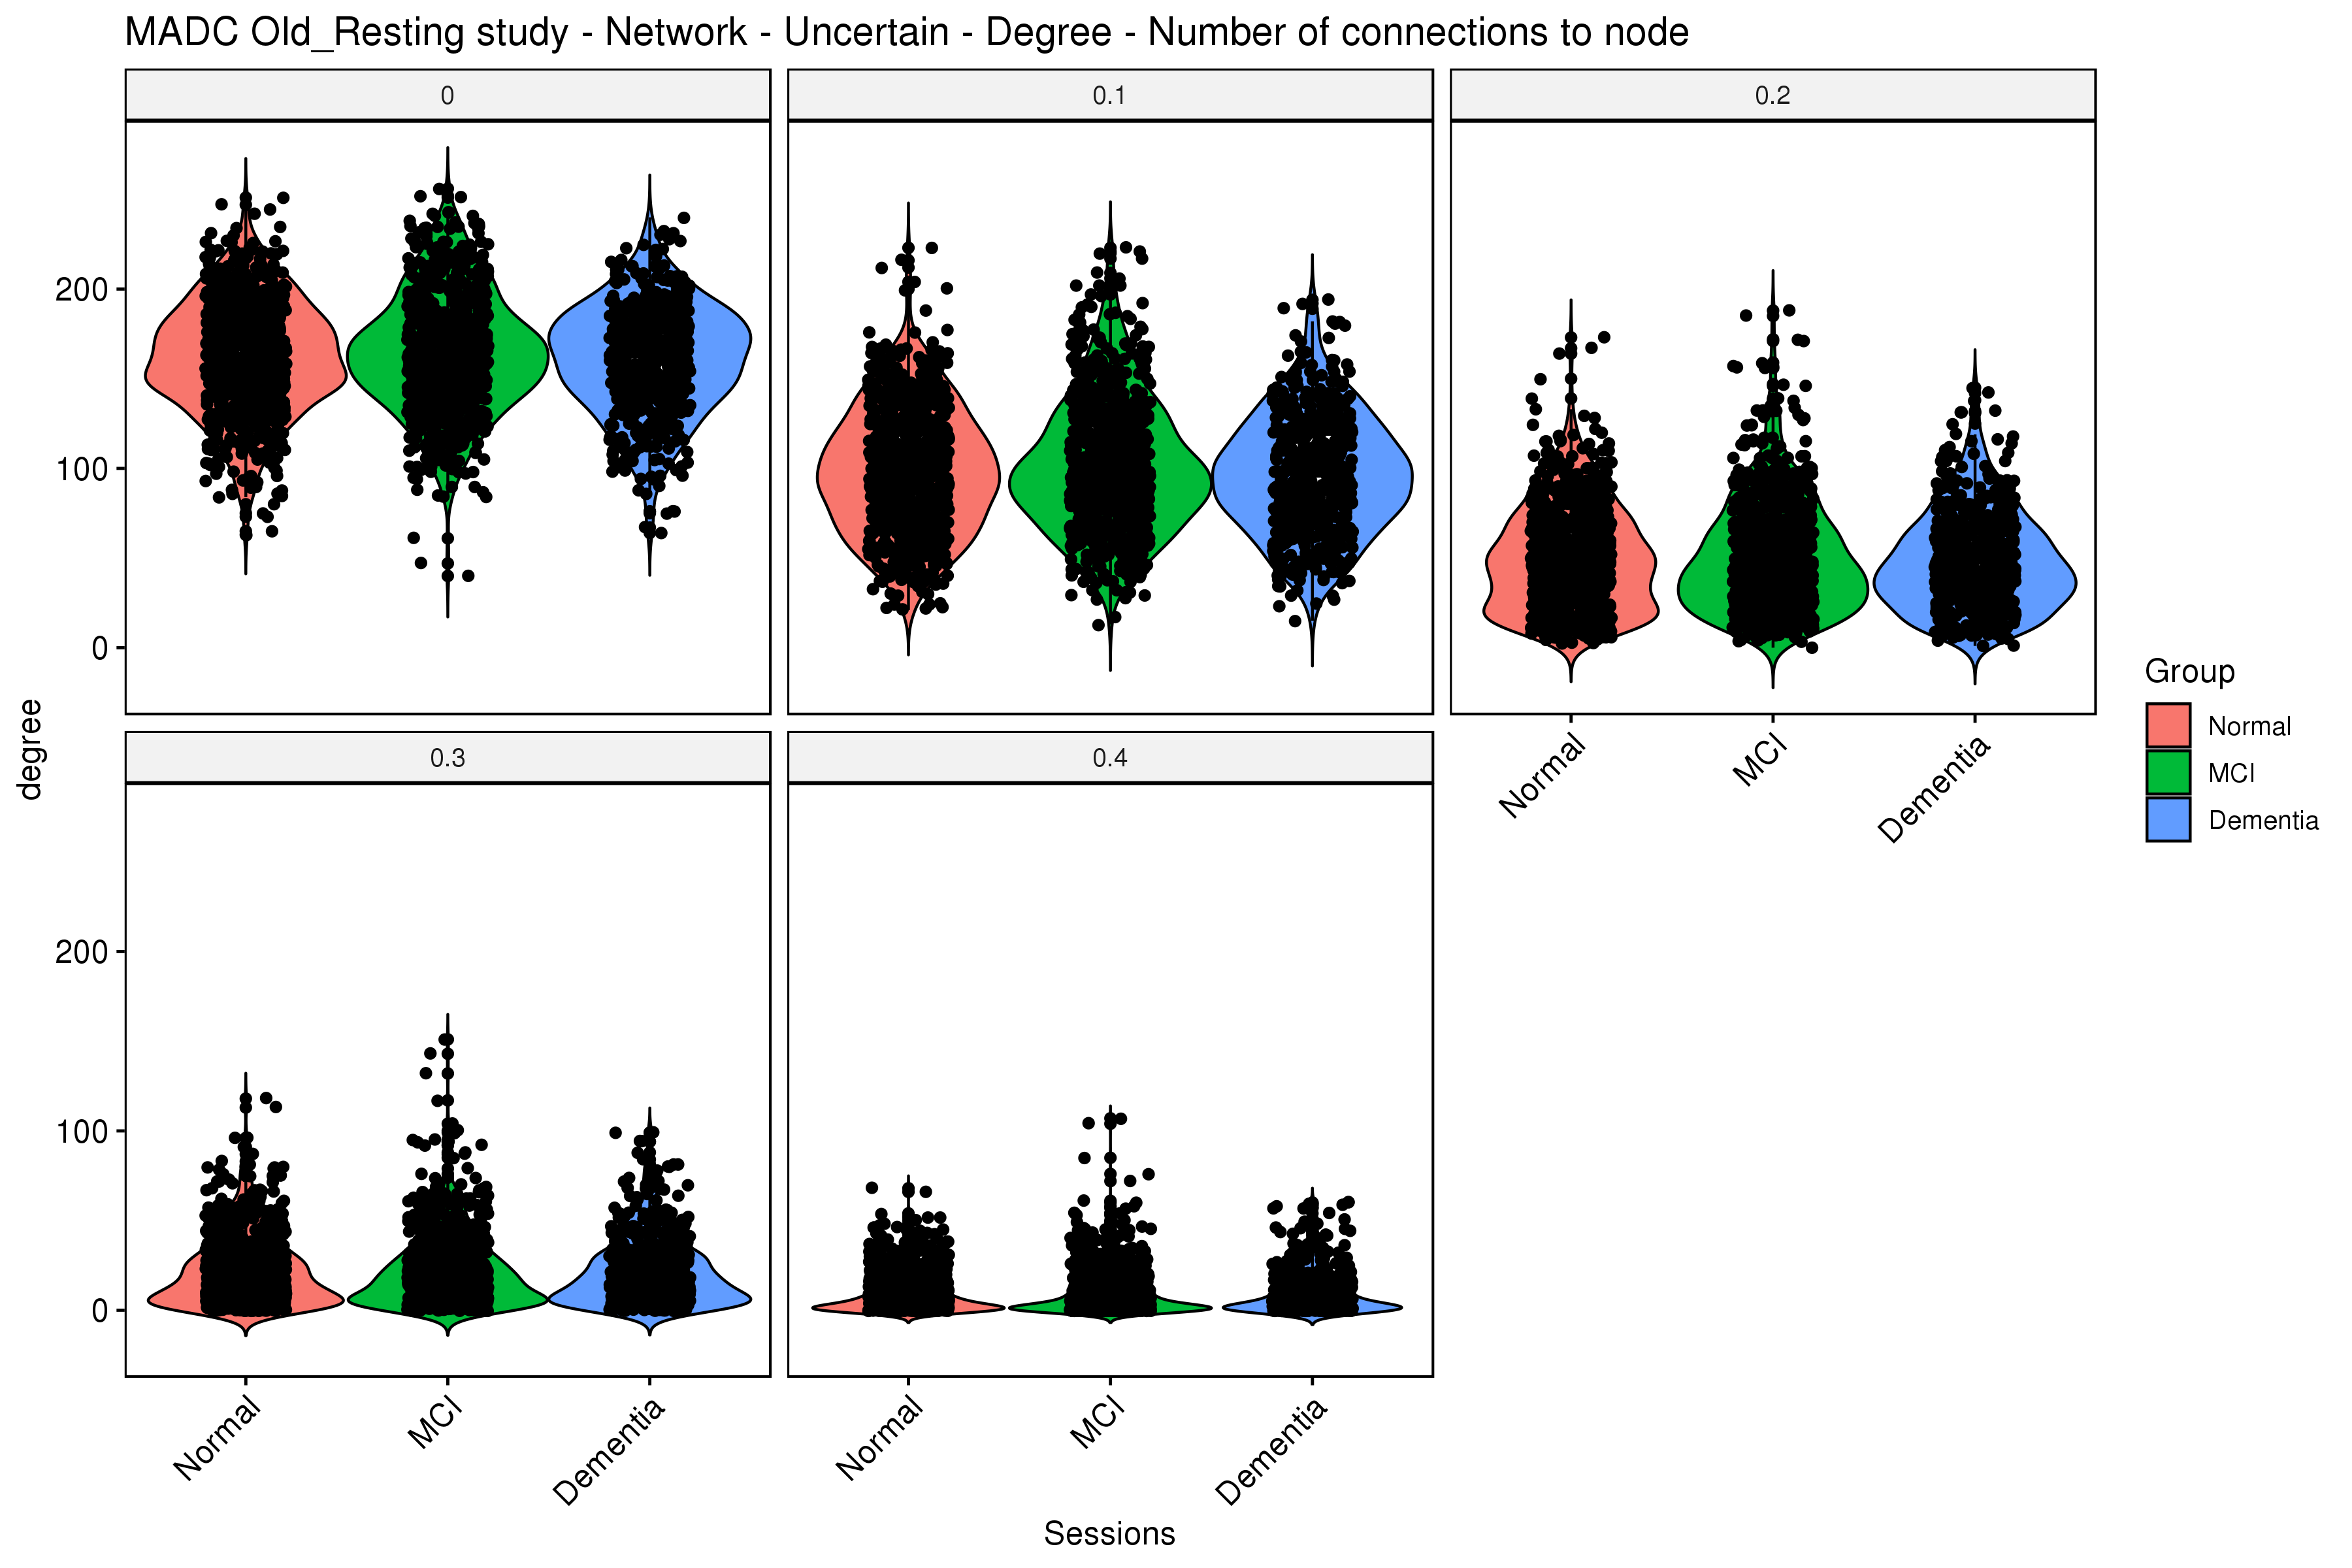 MADC Old_Resting study - Network - Uncertain - Degree - Number of connections to node
0
0.1
0.2
200
100
0
degree
Normal
MCI
Dementia
Group
Normal
MCI
Dementia
0.3
0.4
200
100
0
Normal
MCI
Dementia
Normal
MCI
Dementia
Sessions